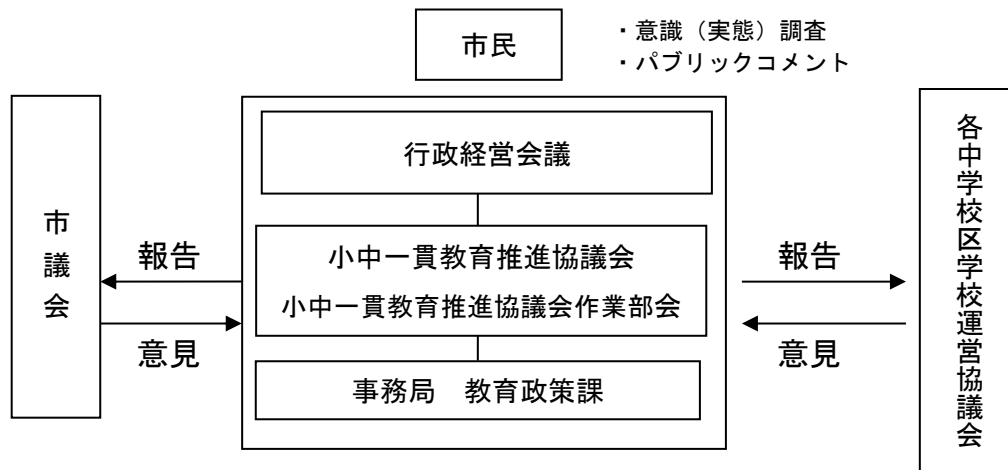 市民
・意識（実態）調査
・パブリックコメント
市議会
報告
意見
行政経営会議
小中一貫教育推進協議会
小中一貫教育推進協議会作業部会
事務局　教育政策課
報告
意見
各中学校区学校運営協議会